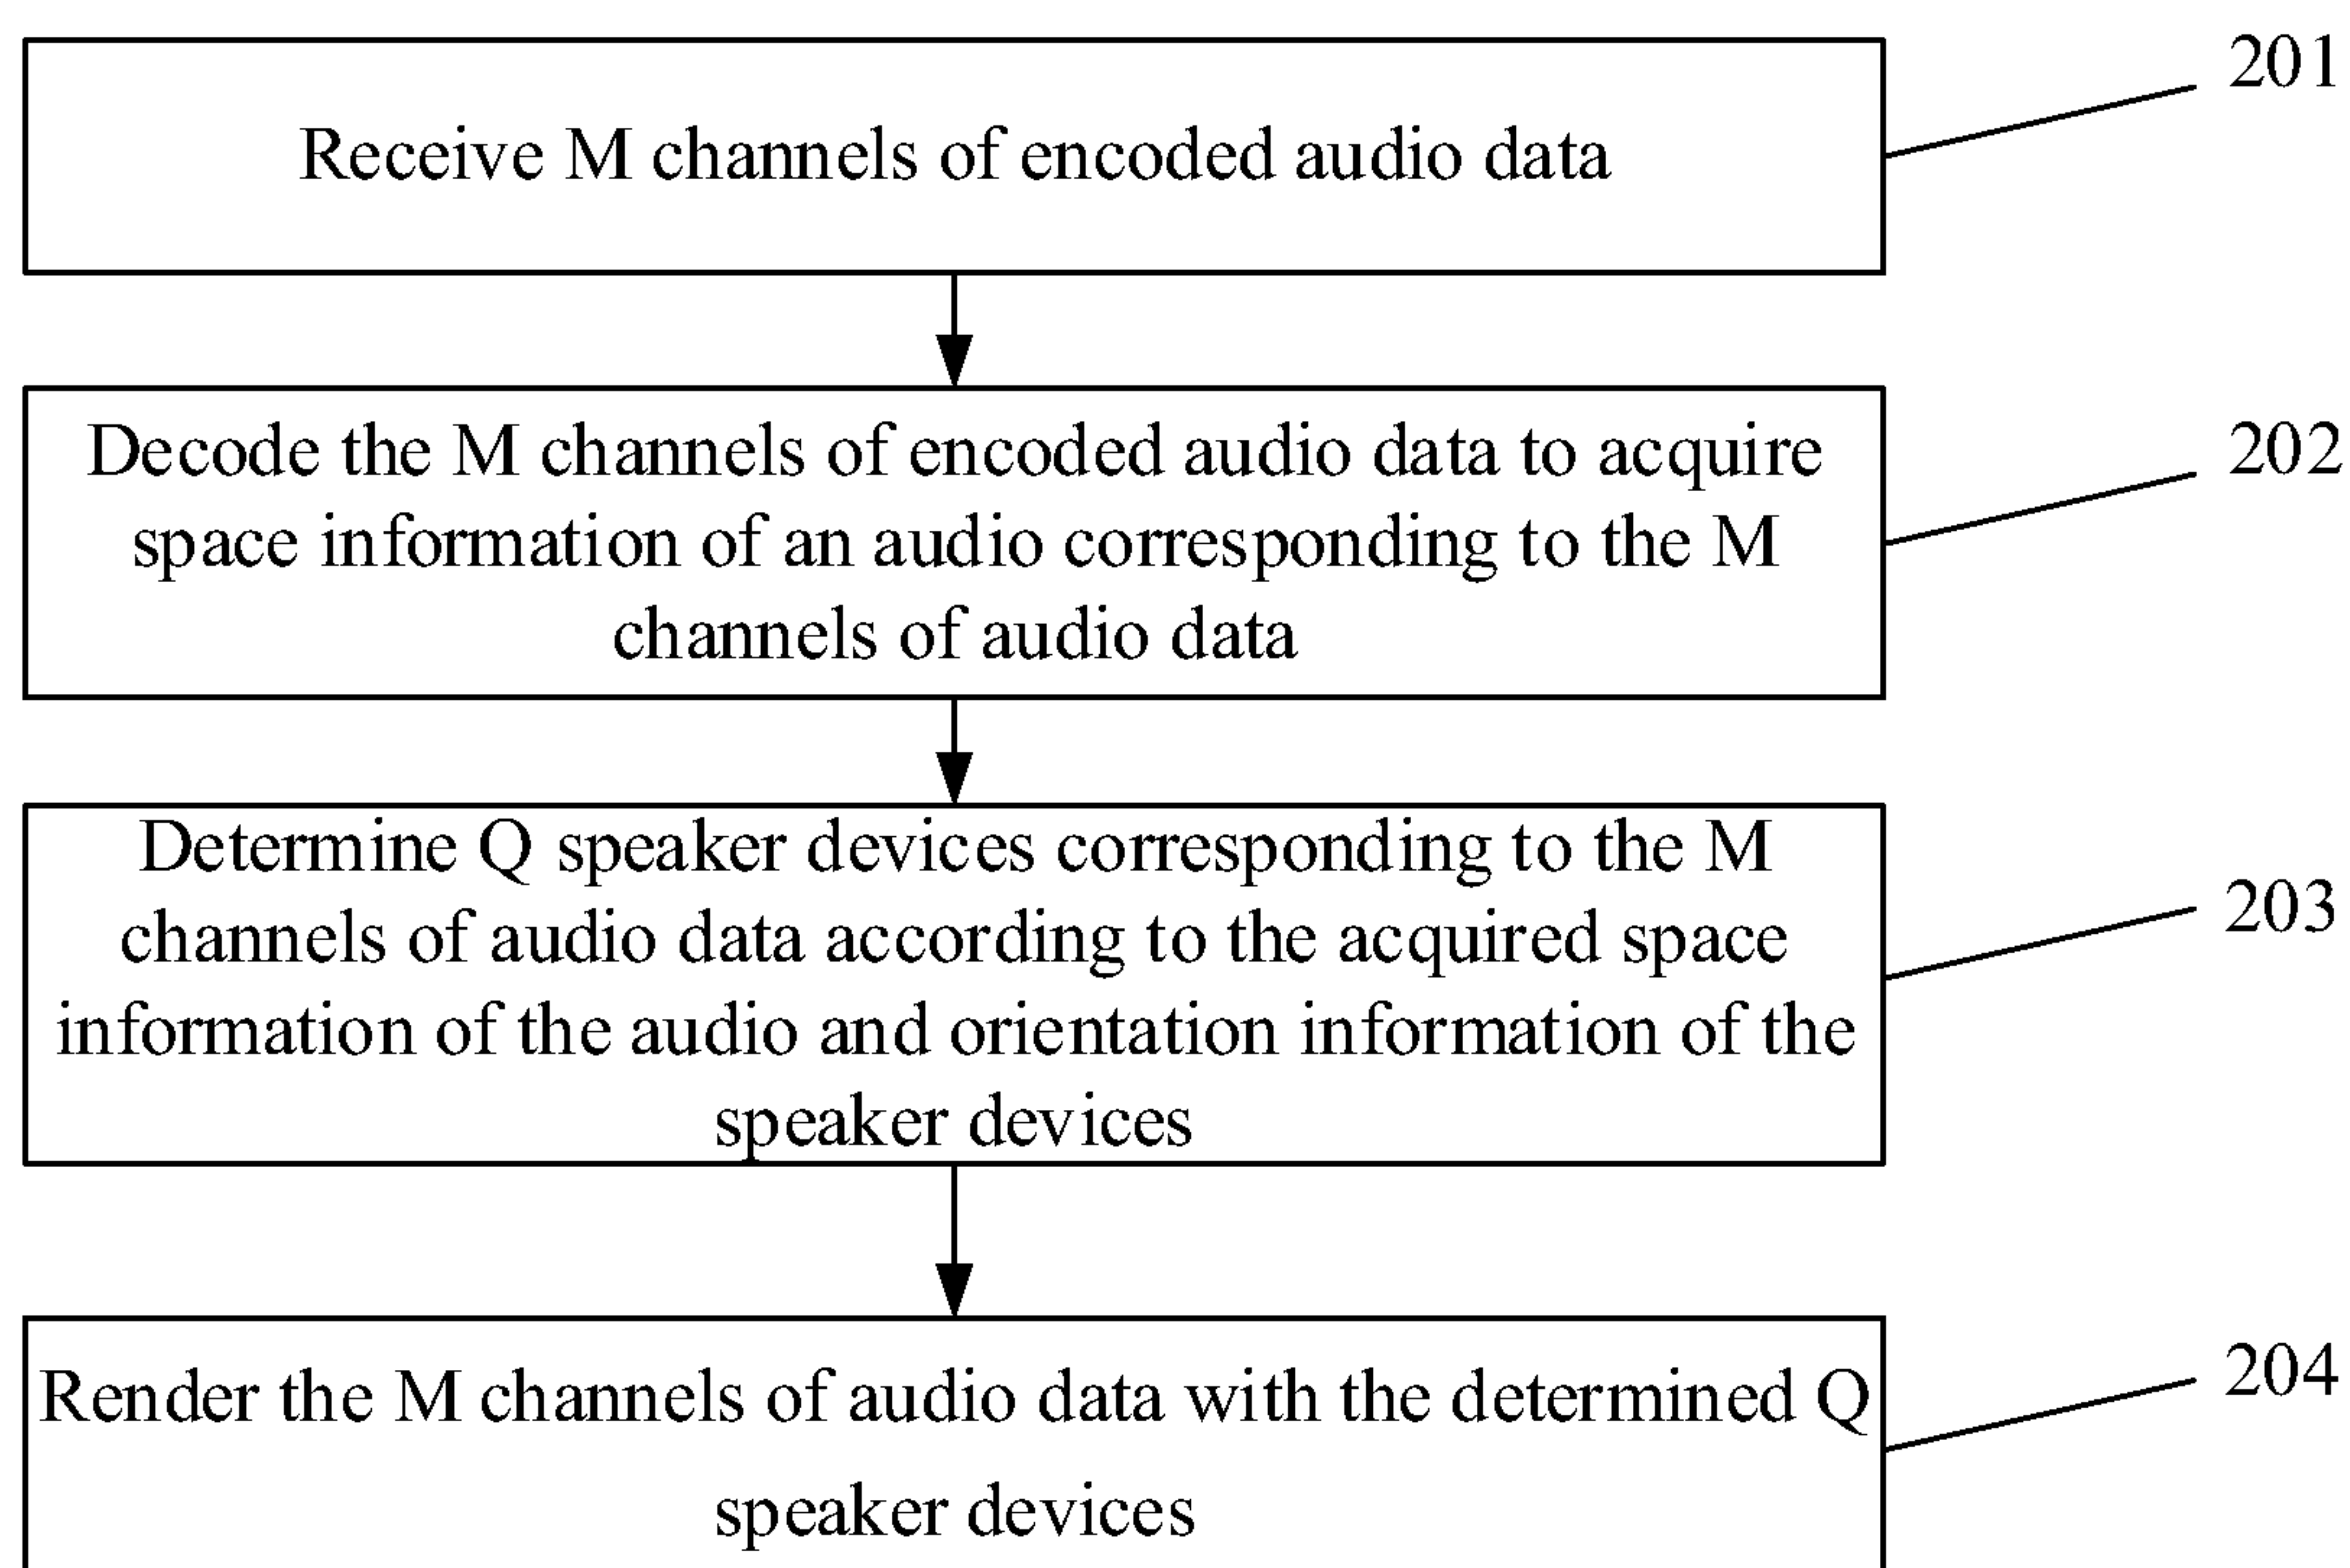 Receive M channels of encoded audio data
201
Decode the M channels of encoded audio data to acquire
space information of an audio corresponding to the M
channels of audio data
202
Determine Q speaker devices corresponding to the M
channels of audio data according to the acquired space
information of the audio and orientation information of the
speaker devices
203
Render the M channels of audio data with the determined Q
speaker devices
204